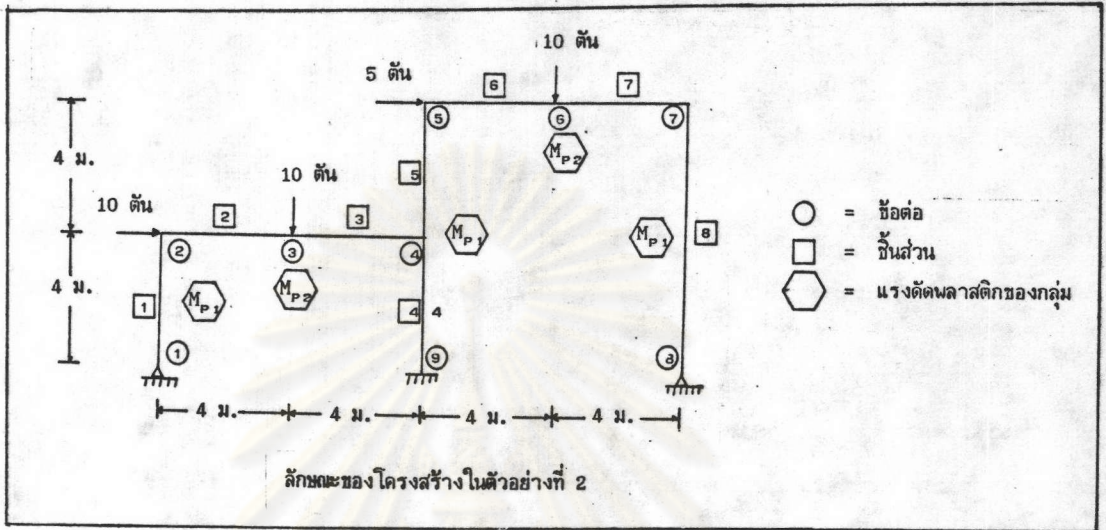 10 ตัน
5 ตัน
6
7
5
6
7
M P2
4 ม.
5
10 ตัน
10 ตัน
2
3
M P1
M P1
8
2
3
4
4 ม.
1
M P1
M P2
4
4
1
9
8
4 ม.
4 ม.
4 ม.
4 ม.
= ข้อต่อ
= ชิ้นส่วน
= แรงดัดพลาสติกของกลุ่ม
ลักษณะของโครงสร้างในตัวอย่างที่ 2